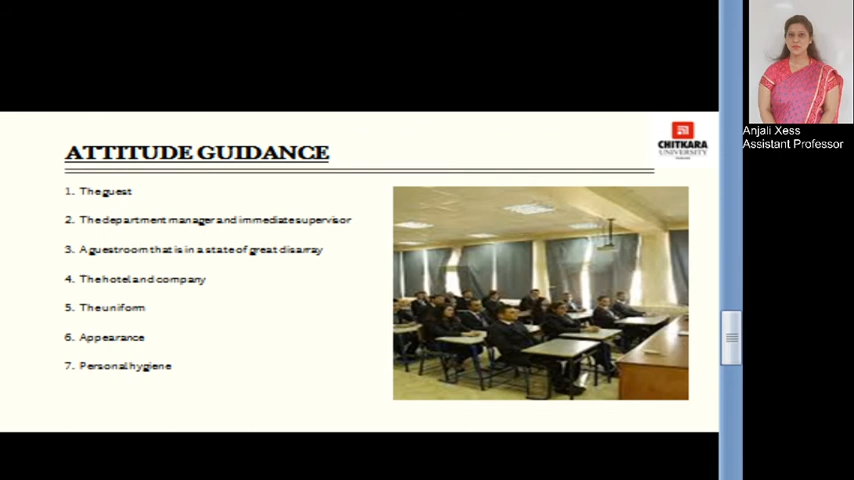 ATTITUDE GUIDANCE
CHITKARA
UNIVERSITY
1. The guest
2. The department manager and immediate supervisor
3. A guestroom that is in a state of great disarray
4. The hotel and company
5. The uniform
6. Appearance
7. Personal hygiene
Anjali Xess
Assistant Professor